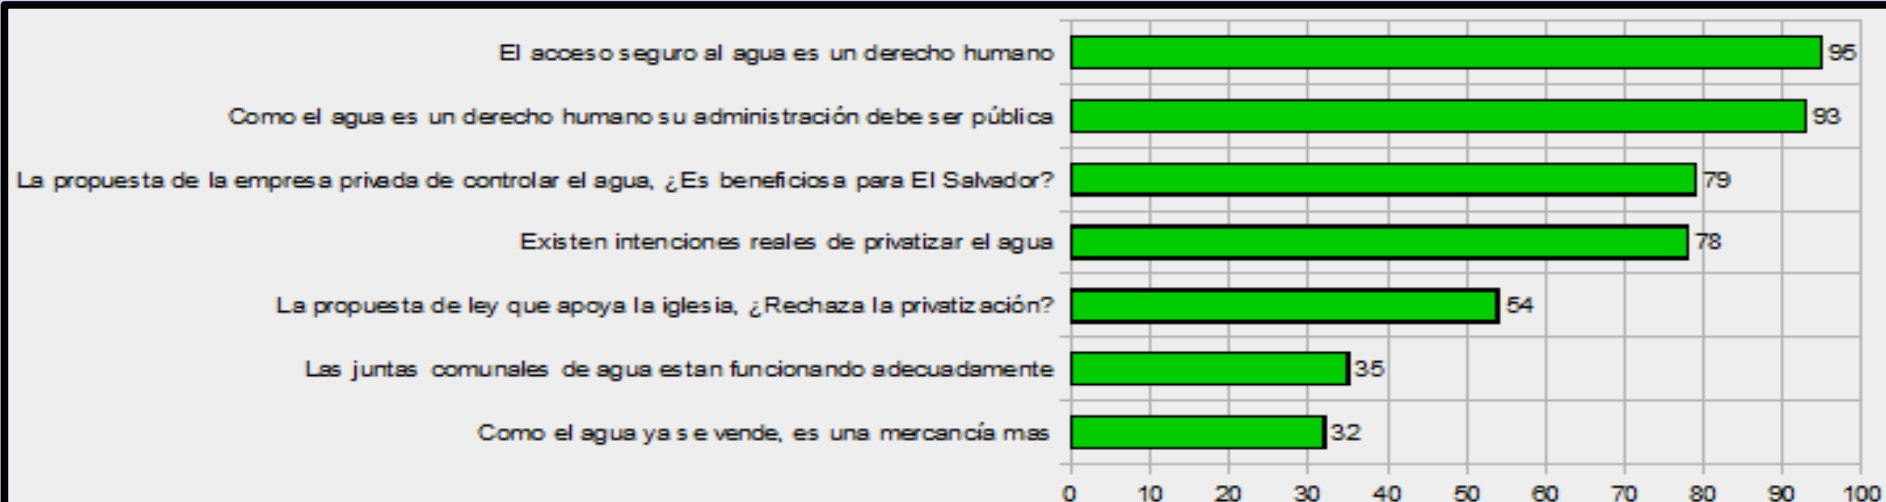 El acceso seguro al agua es un derecho humano 95
Como el agua es un derecho humano su administración debe ser pública 93
La propuesta de la empresa privada de controlar el agua, ¿Es beneficiosa para El Salvador? 79
Existen intenciones reales de privatizar el agua 78
La propuesta de ley que apoya la iglesia, ¿Rechaza la privatización? 54
Las juntas comunales de agua estan funcionando adecuadamente 35
Como el agua ya se vende, es una mercancía mas 32
0 10 20 30 40 50 60 70 80 90 100